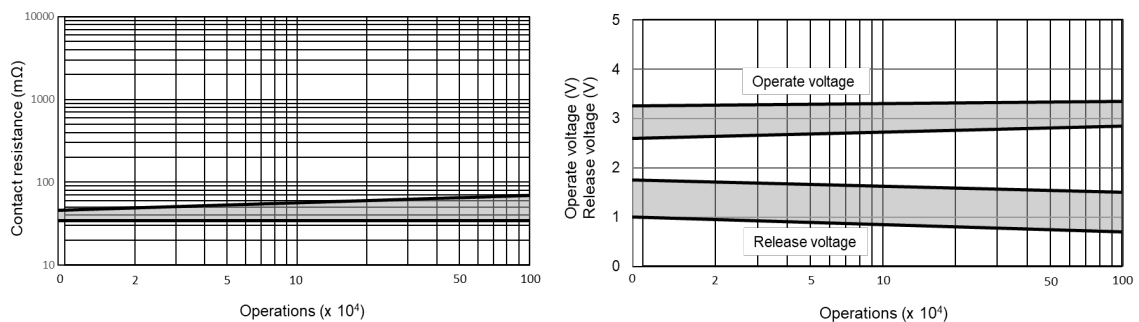 Contact resistance (mΩ)
10000
1000
100
10
0 2 5 10 50 100
Operations (x 10⁴)
Operate voltage (V)
Release voltage (V)
5
4
3
2
1
0
Operate voltage
Release voltage
0 2 5 10 50 100
Operations (x 10⁴)